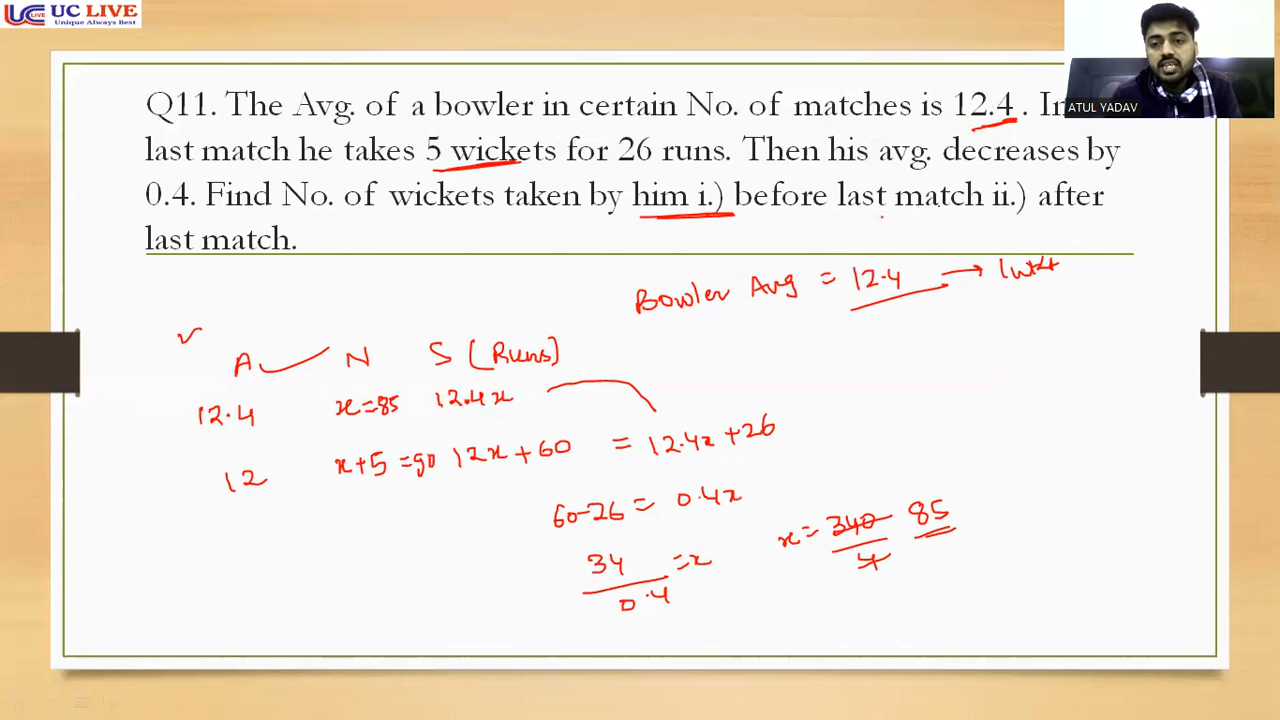 UC LIVE
Unique Always Best
ATUL YADAV
Q11. The Avg. of a bowler in certain No. of matches is 12.4 . In
last match he takes 5 wickets for 26 runs. Then his avg. decreases by
0.4. Find No. of wickets taken by him i.) before last match ii.) after
last match.
Bowler Avg = 12.4 → 1 wkt
A N S (Runs)
12.4 x=85 12.4x
12 x+5 =90 12x+60 = 12.4x+26
60-26 = 0.4x
34/0.4 =x
x= 340/4 85